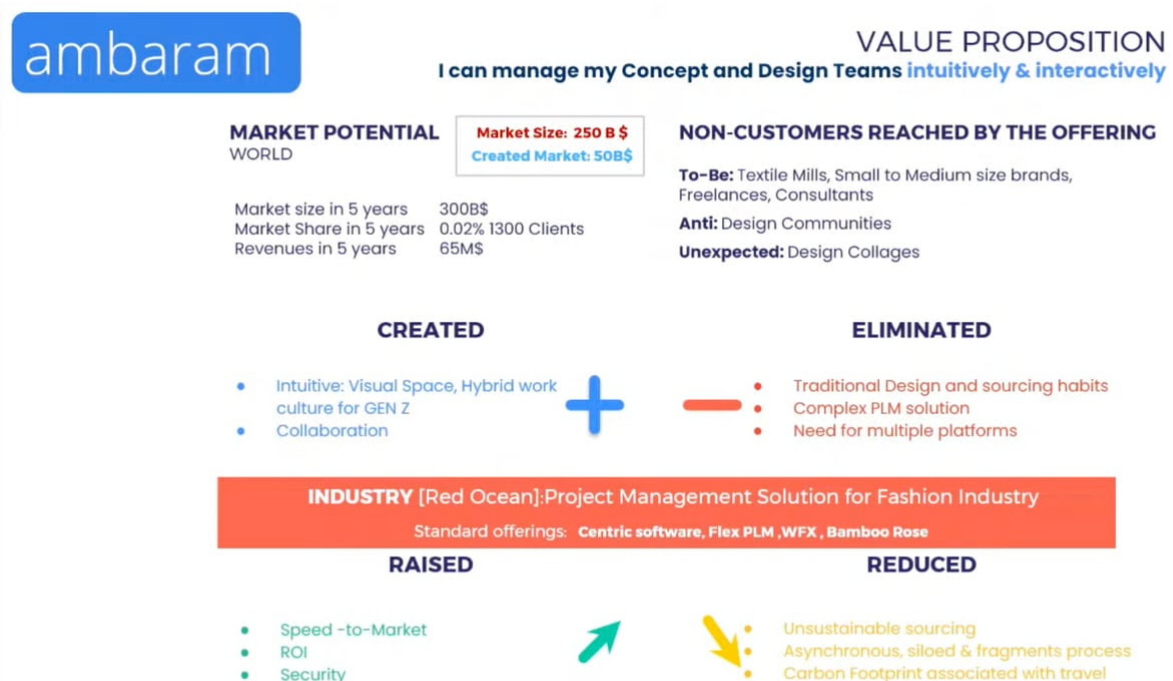 ambaram
VALUE PROPOSITION
I can manage my Concept and Design Teams intuitively & interactively
MARKET POTENTIAL
WORLD
Market Size: 250 B $
Created Market: 50B$
Market size in 5 years 300B$
Market Share in 5 years 0.02% 1300 Clients
Revenues in 5 years 65M$
NON-CUSTOMERS REACHED BY THE OFFERING
To-Be: Textile Mills, Small to Medium size brands,
Freelances, Consultants
Anti: Design Communities
Unexpected: Design Collages
CREATED
• Intuitive: Visual Space, Hybrid work
culture for GEN Z
• Collaboration
ELIMINATED
• Traditional Design and sourcing habits
• Complex PLM solution
• Need for multiple platforms
INDUSTRY [Red Ocean]:Project Management Solution for Fashion Industry
Standard offerings: Centric software, Flex PLM ,WFX , Bamboo Rose
RAISED
• Speed -to-Market
• ROI
• Security
REDUCED
• Unsustainable sourcing
• Asynchronous, siloed & fragments process
• Carbon Footprint associated with travel